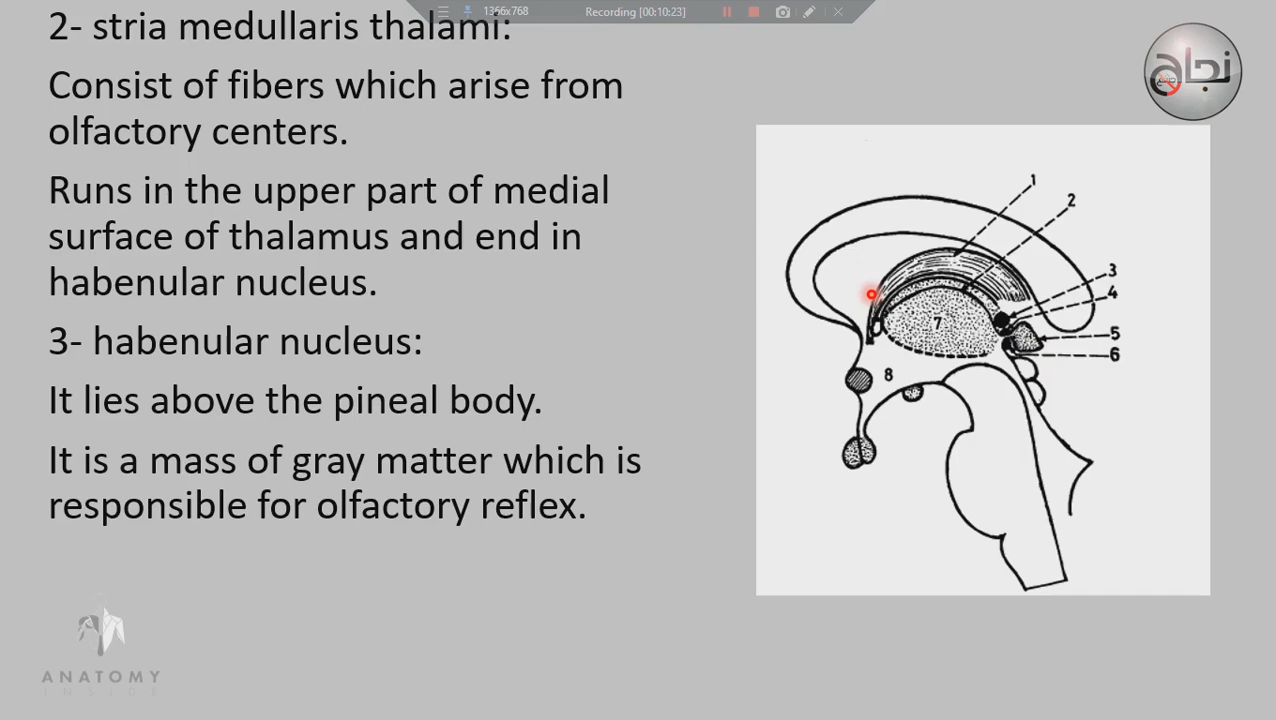 1366x768
Recording [00:10:23]
2- stria medullaris thalami:
Consist of fibers which arise from
olfactory centers.
Runs in the upper part of medial
surface of thalamus and end in
habenular nucleus.
3- habenular nucleus:
It lies above the pineal body.
It is a mass of gray matter which is
responsible for olfactory reflex.
نجاح
1
2
3
4
5
6
7
8
ANATOMY
INSIDE